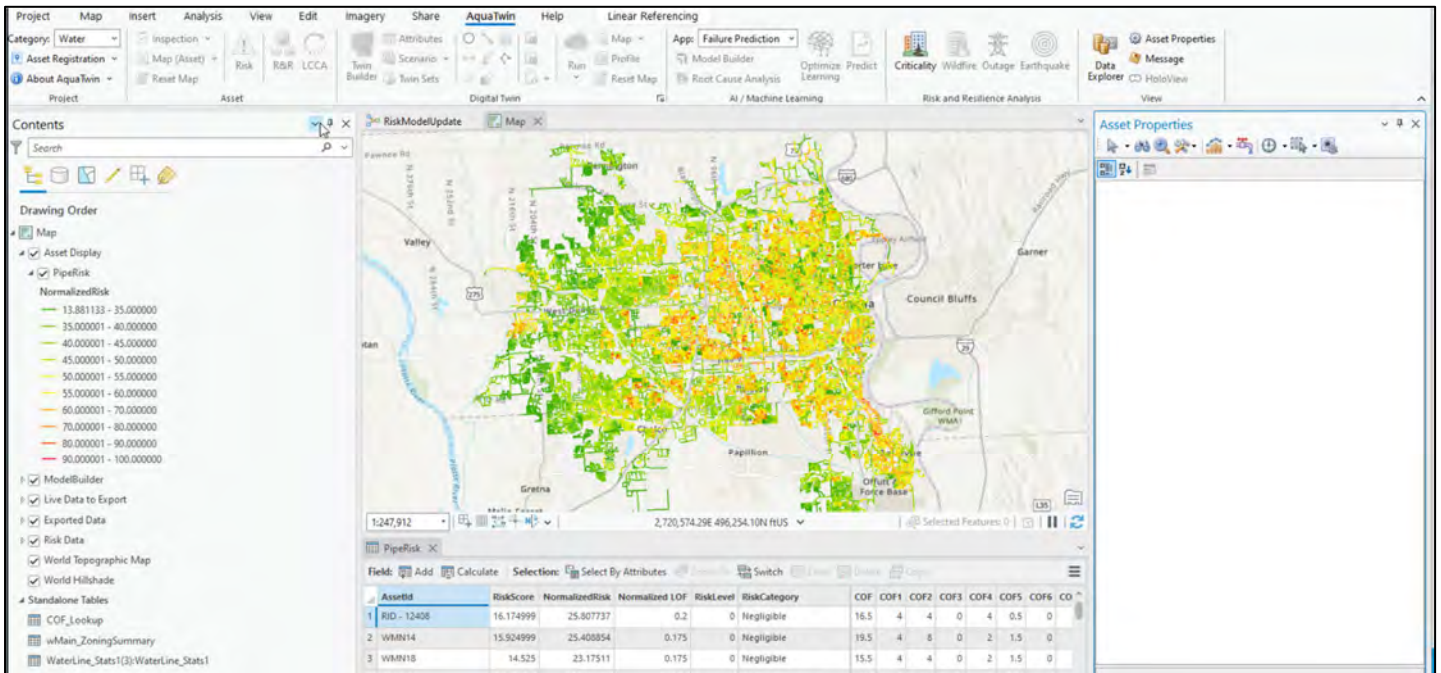 Project Map Insert Analysis View Edit Imagery Share AquaTwin Help Linear Referencing
Category: Water Inspection Attributes Map App: Failure Prediction Asset Properties
Asset Registration Map (Asset) Scenario Profile Model Builder Message
About AquaTwin Reset Map Risk R&R LCCA Twin Builder Twin Sets Run Reset Map Root Cause Analysis Optimize Learning Predict Criticality Wildfire Outage Earthquake Data Explorer HoloView
Project Asset Digital Twin AI / Machine Learning Risk and Resilience Analysis View
Contents
Search
Drawing Order
Map
Asset Display
PipeRisk
NormalizedRisk
13.881133 - 35.000000
35.000001 - 40.000000
40.000001 - 45.000000
45.000001 - 50.000000
50.000001 - 55.000000
55.000001 - 60.000000
60.000001 - 70.000000
70.000001 - 80.000000
80.000001 - 90.000000
90.000001 - 100.000000
ModelBuilder
Live Data to Export
Exported Data
Risk Data
World Topographic Map
World Hillshade
Standalone Tables
COF_Lookup
wMain_ZoningSummary
WaterLine_Stats1(3):WaterLine_Stats1
RiskModelUpdate Map
Pawnee Rd
Valley
275
680
Garner
Council Bluffs
29
Gifford Point WMA1
Papillion
Gretna
Offutt
Force Base
L35
1:247,912 2,720,574.29E 496,254.10N ftUS Selected Features: 0
PipeRisk
Field: Add Calculate Selection: Select By Attributes Switch
AssetId RiskScore NormalizedRisk Normalized LOF RiskLevel RiskCategory COF COF1 COF2 COF3 COF4 COF5 COF6 CO
1 RID - 12408 16.174999 25.807737 0.2 0 Negligible 16.5 4 4 0 4 0.5 0
2 WMN14 15.924999 25.408854 0.175 0 Negligible 19.5 4 8 0 2 1.5 0
3 WMN18 14.525 23.17511 0.175 0 Negligible 15.5 4 4 0 2 1.5 0
Asset Properties